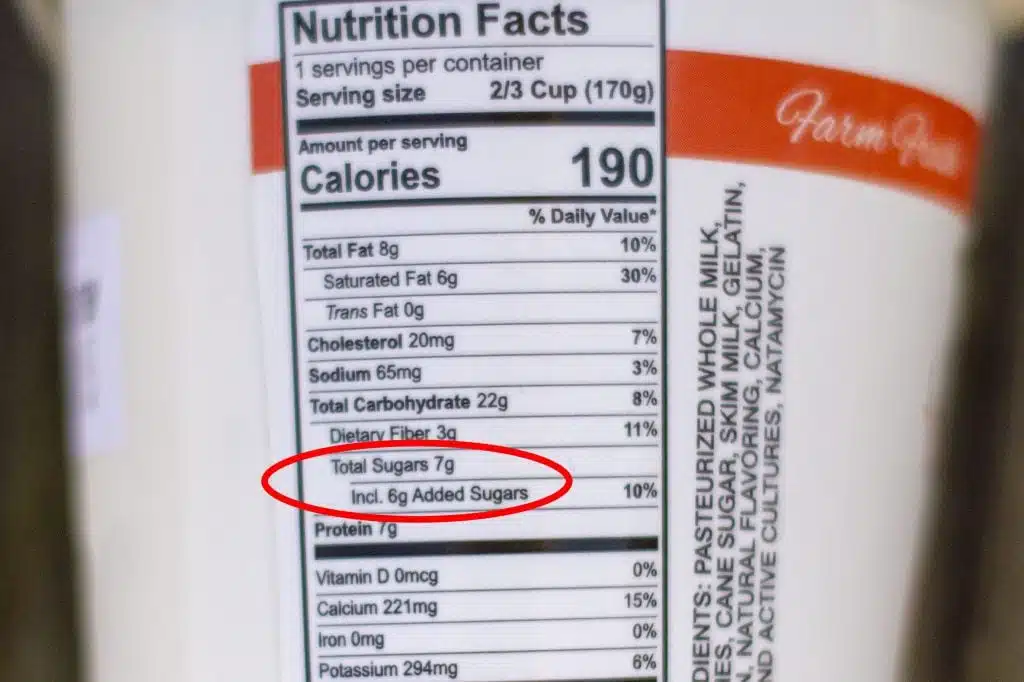 Nutrition Facts
1 servings per container
Serving size 2/3 Cup (170g)
Amount per serving
Calories 190
% Daily Value*
Total Fat 8g 10%
Saturated Fat 6g 30%
Trans Fat 0g
Cholesterol 20mg 7%
Sodium 65mg 3%
Total Carbohydrate 22g 8%
Dietary Fiber 3g 11%
Total Sugars 7g
Incl. 6g Added Sugars 10%
Protein 7g
Vitamin D 0mcg 0%
Calcium 221mg 15%
Iron 0mg 0%
Potassium 294mg 6%
Farm
DIENTS: PASTEURIZED WHOLE MILK,
IES, CANE SUGAR, SKIM MILK, GELATIN,
N, NATURAL FLAVORING, CALCIUM,
ND ACTIVE CULTURES, NATAMYCIN